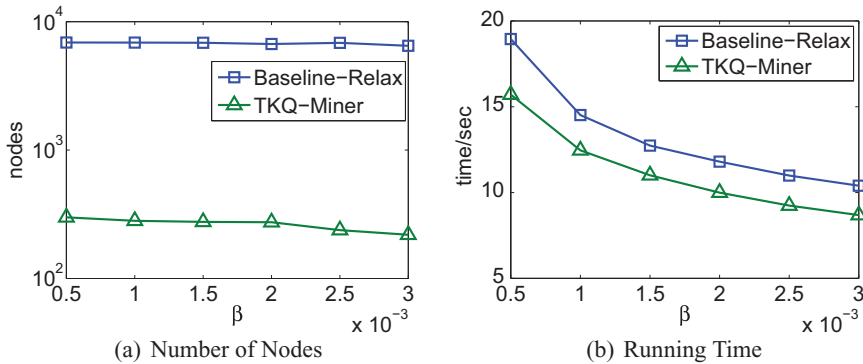 10^4
10^3
10^2
nodes
Baseline−Relax
TKQ−Miner
0.5 1 1.5 2 2.5 3
β
x 10^−3
(a) Number of Nodes
20
15
10
5
time/sec
Baseline−Relax
TKQ−Miner
0.5 1 1.5 2 2.5 3
β
x 10^−3
(b) Running Time